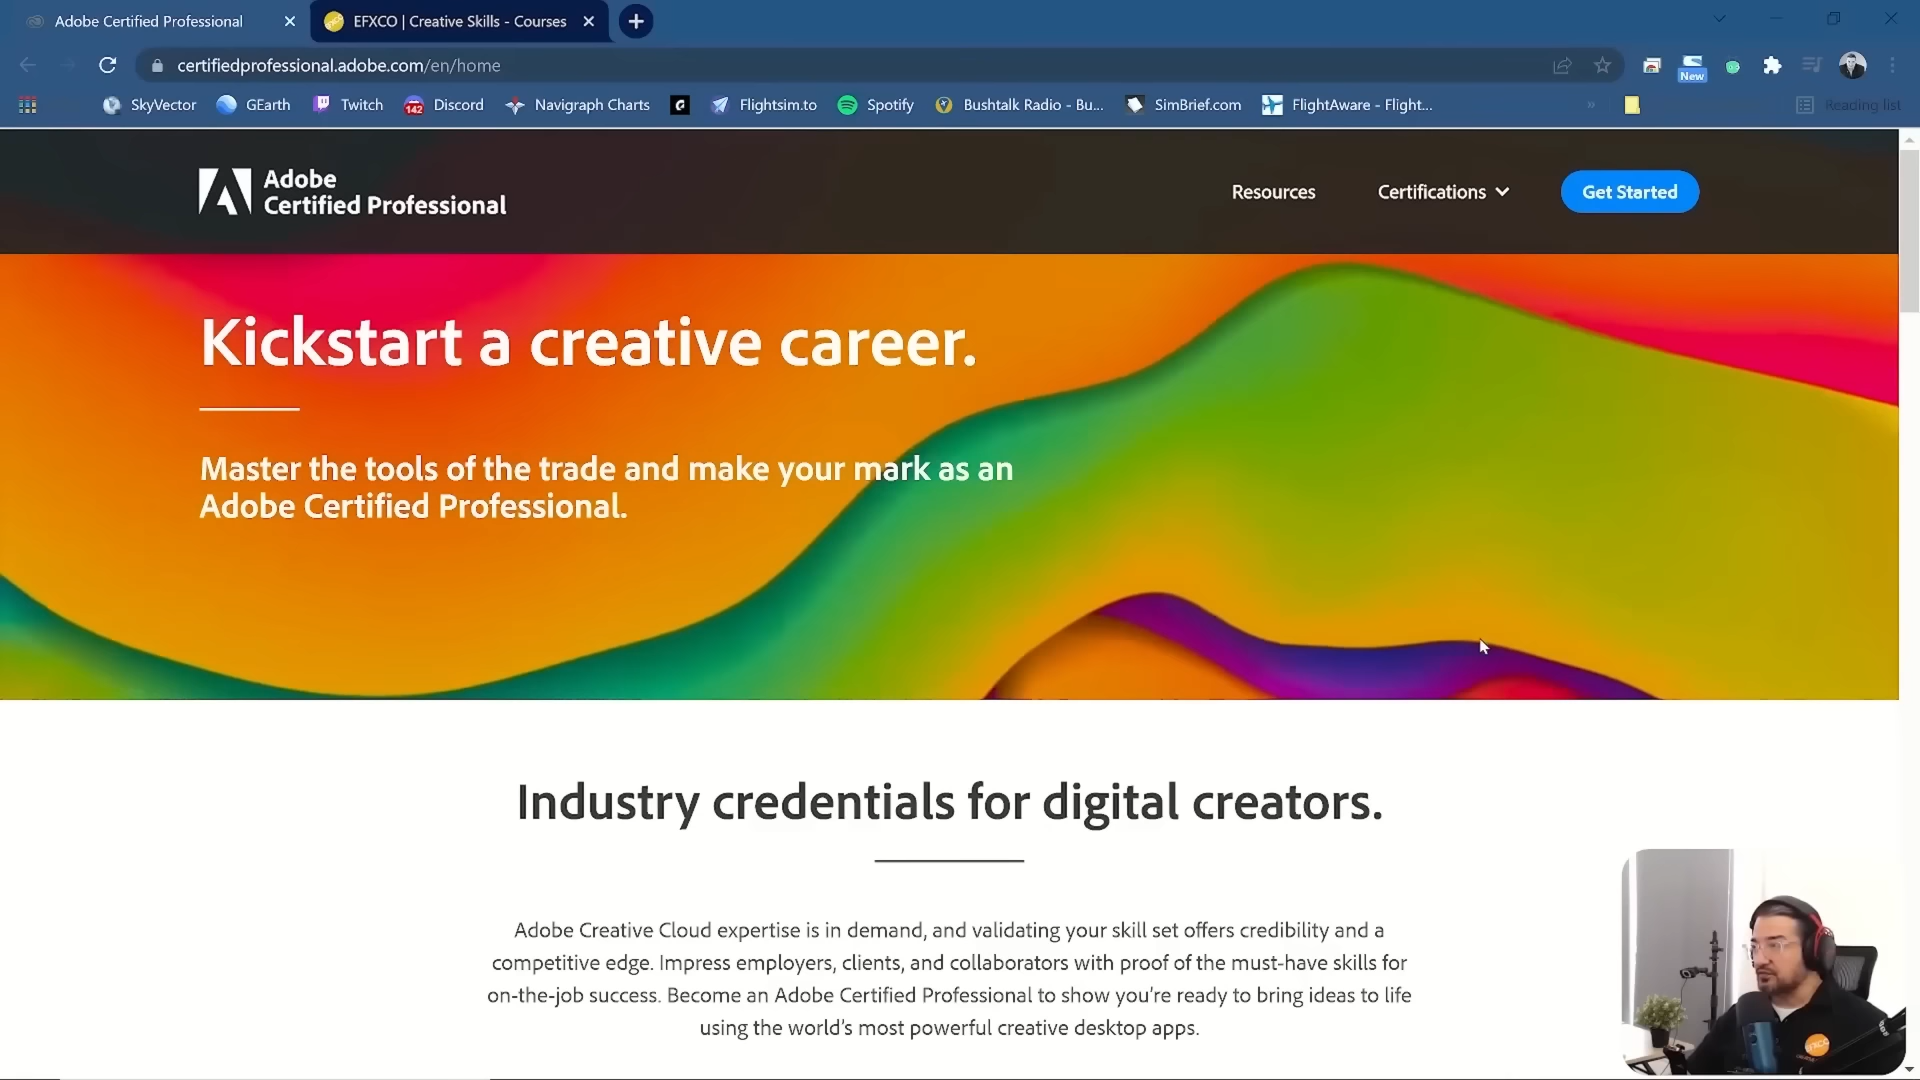 Adobe Certified Professional
EFXCO | Creative Skills - Courses
certifiedprofessional.adobe.com/en/home
New
SkyVector
GEarth
Twitch
142
Discord
Navigraph Charts
Flightsim.to
Spotify
Bushtalk Radio - Bu...
SimBrief.com
FlightAware - Flight...
»
Reading list
Adobe
Certified Professional
Resources
Certifications
Get Started
Kickstart a creative career.
Master the tools of the trade and make your mark as an
Adobe Certified Professional.
Industry credentials for digital creators.
Adobe Creative Cloud expertise is in demand, and validating your skill set offers credibility and a
competitive edge. Impress employers, clients, and collaborators with proof of the must-have skills for
on-the-job success. Become an Adobe Certified Professional to show you’re ready to bring ideas to life
using the world’s most powerful creative desktop apps.
EFXCO